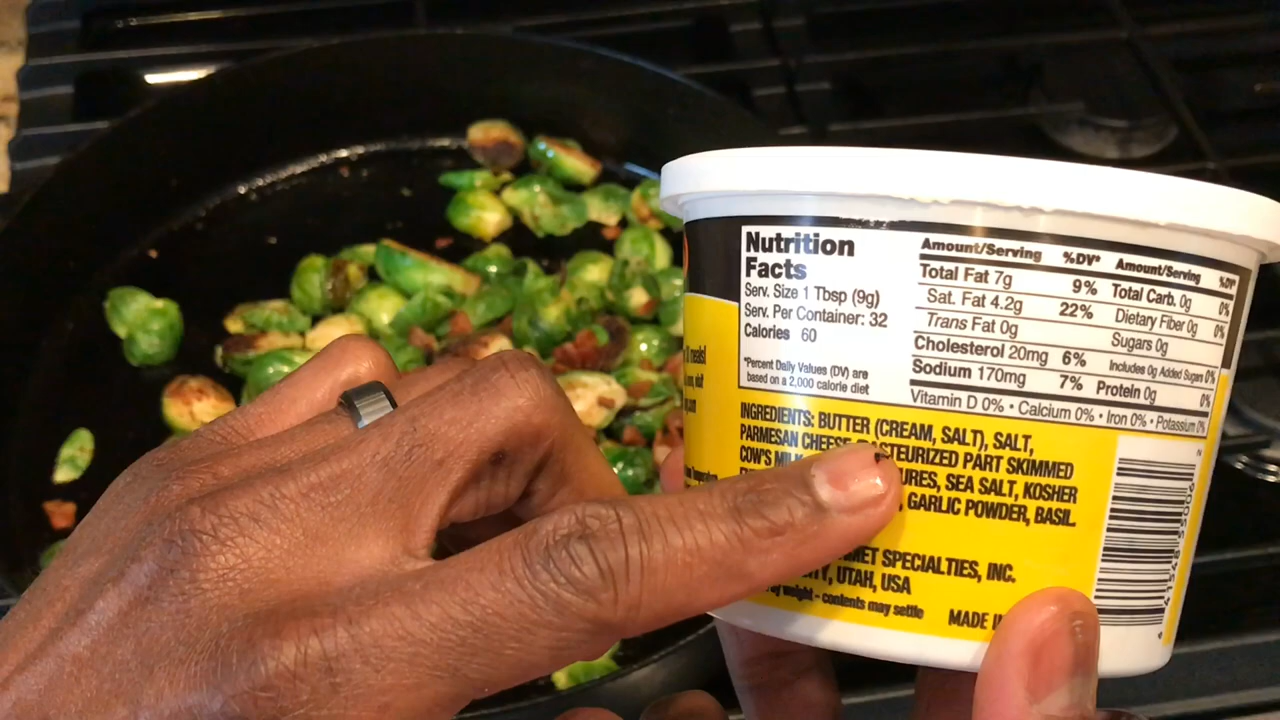 Nutrition
Facts
Serv. Size 1 Tbsp (9g)
Serv. Per Container: 32
Calories 60
*Percent Daily Values (DV) are
based on a 2,000 calorie diet
Amount/Serving %DV*
Total Fat 7g 9%
Sat. Fat 4.2g 22%
Trans Fat 0g
Cholesterol 20mg 6%
Sodium 170mg 7%
Amount/Serving %DV*
Total Carb. 0g 0%
Dietary Fiber 0g 0%
Sugars 0g
Includes 0g Added Sugars 0%
Protein 0g 0%
Vitamin D 0% • Calcium 0% • Iron 0% • Potassium 0%
INGREDIENTS: BUTTER (CREAM, SALT), SALT,
PARMESAN CHEESE PASTEURIZED PART SKIMMED
COW'S MILK SEA SALT, KOSHER
GARLIC POWDER, BASIL.
SPECIALTIES, INC.
UTAH, USA
by weight - contents may settle
MADE